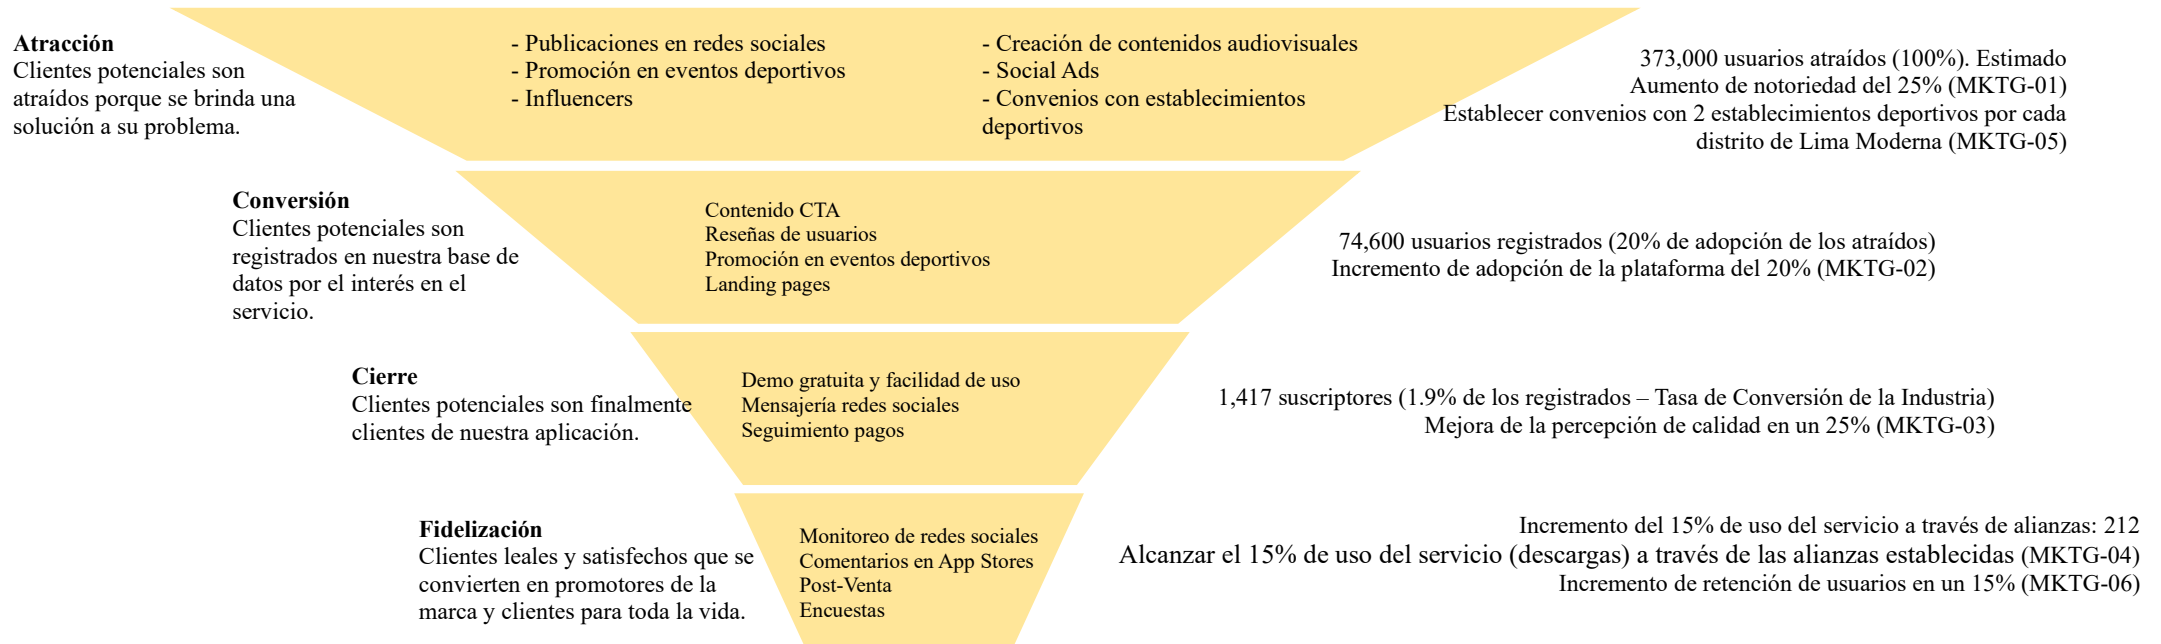 Atracción
Clientes potenciales son
atraídos porque se brinda una
solución a su problema.
- Publicaciones en redes sociales
- Promoción en eventos deportivos
- Influencers
- Creación de contenidos audiovisuales
- Social Ads
- Convenios con establecimientos
deportivos
373,000 usuarios atraídos (100%). Estimado
Aumento de notoriedad del 25% (MKTG-01)
Establecer convenios con 2 establecimientos deportivos por cada
distrito de Lima Moderna (MKTG-05)
Conversión
Clientes potenciales son
registrados en nuestra base de
datos por el interés en el
servicio.
Contenido CTA
Reseñas de usuarios
Promoción en eventos deportivos
Landing pages
74,600 usuarios registrados (20% de adopción de los atraídos)
Incremento de adopción de la plataforma del 20% (MKTG-02)
Cierre
Clientes potenciales son finalmente
clientes de nuestra aplicación.
Demo gratuita y facilidad de uso
Mensajería redes sociales
Seguimiento pagos
1,417 suscriptores (1.9% de los registrados – Tasa de Conversión de la Industria)
Mejora de la percepción de calidad en un 25% (MKTG-03)
Fidelización
Clientes leales y satisfechos que se
convierten en promotores de la
marca y clientes para toda la vida.
Monitoreo de redes sociales
Comentarios en App Stores
Post-Venta
Encuestas
Incremento del 15% de uso del servicio a través de alianzas: 212
Alcanzar el 15% de uso del servicio (descargas) a través de las alianzas establecidas (MKTG-04)
Incremento de retención de usuarios en un 15% (MKTG-06)